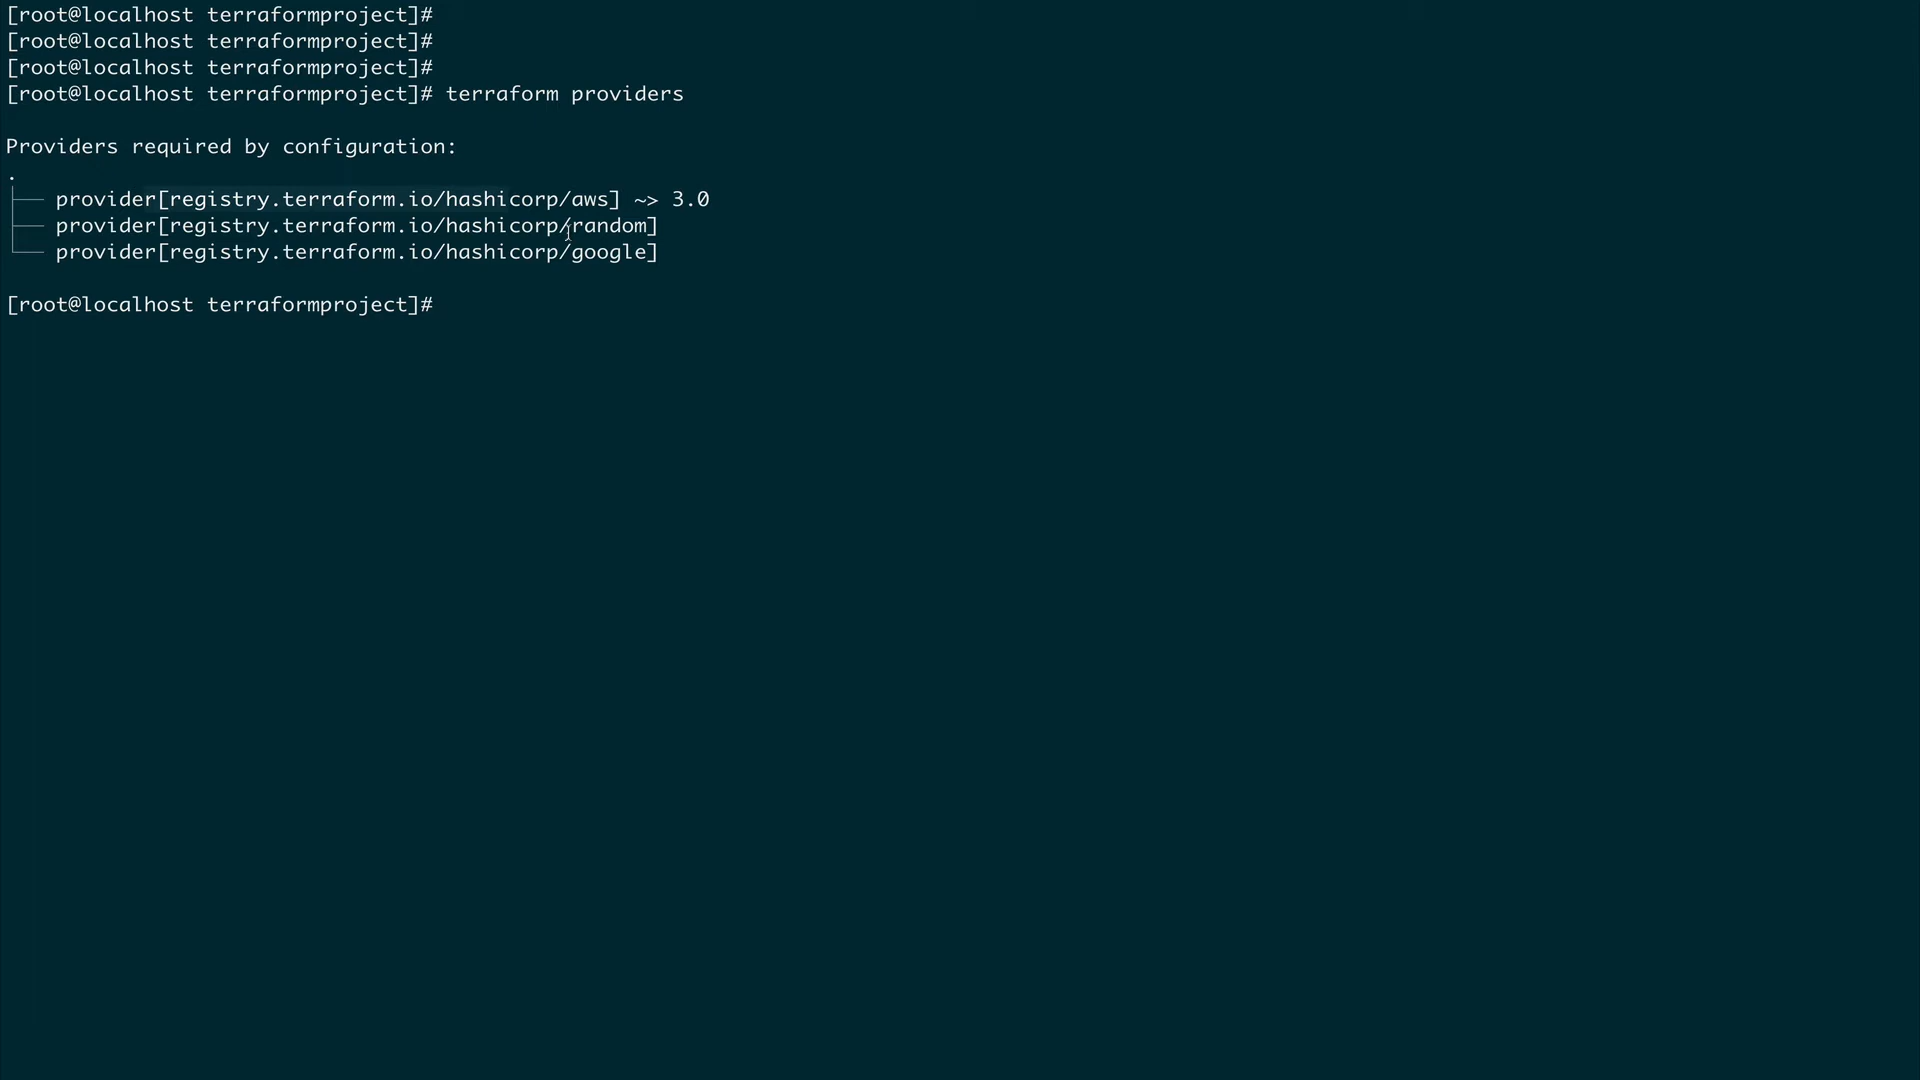 [root@localhost terraformproject]#
[root@localhost terraformproject]#
[root@localhost terraformproject]#
[root@localhost terraformproject]# terraform providers
Providers required by configuration:
.
├── provider[registry.terraform.io/hashicorp/aws] ~> 3.0
├── provider[registry.terraform.io/hashicorp/random]
└── provider[registry.terraform.io/hashicorp/google]
[root@localhost terraformproject]#